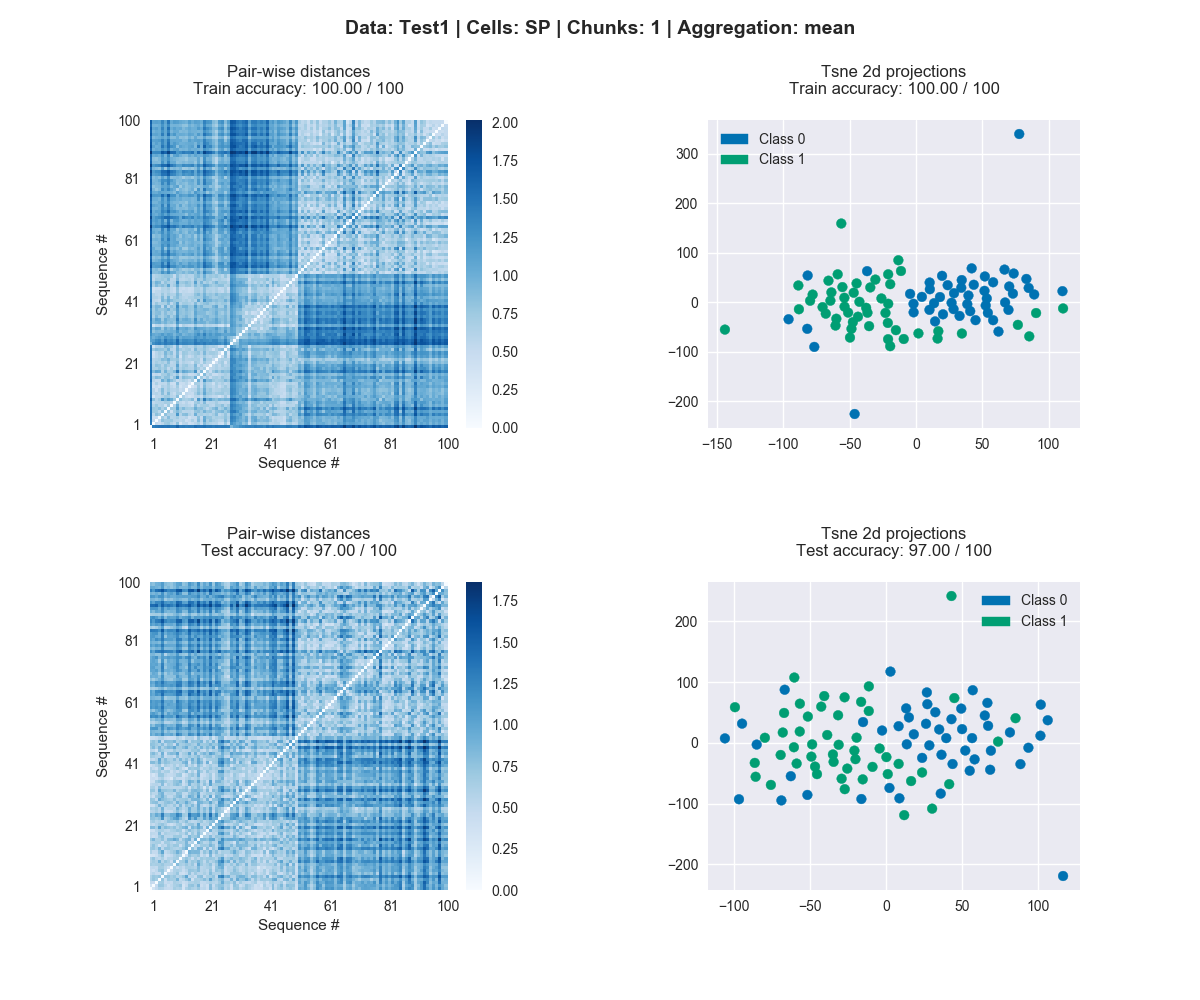 Data: Test1 | Cells: SP | Chunks: 1 | Aggregation: mean
Pair-wise distances
Train accuracy: 100.00 / 100
100
81
61
41
21
1
Sequence #
1 21 41 61 81 100
Sequence #
2.00
1.75
1.50
1.25
1.00
0.75
0.50
0.25
0.00
Tsne 2d projections
Train accuracy: 100.00 / 100
Class 0
Class 1
300
200
100
0
−100
−200
−150 −100 −50 0 50 100
Pair-wise distances
Test accuracy: 97.00 / 100
100
81
61
41
21
1
Sequence #
1 21 41 61 81 100
Sequence #
1.75
1.50
1.25
1.00
0.75
0.50
0.25
0.00
Tsne 2d projections
Test accuracy: 97.00 / 100
Class 0
Class 1
200
100
0
−100
−200
−100 −50 0 50 100